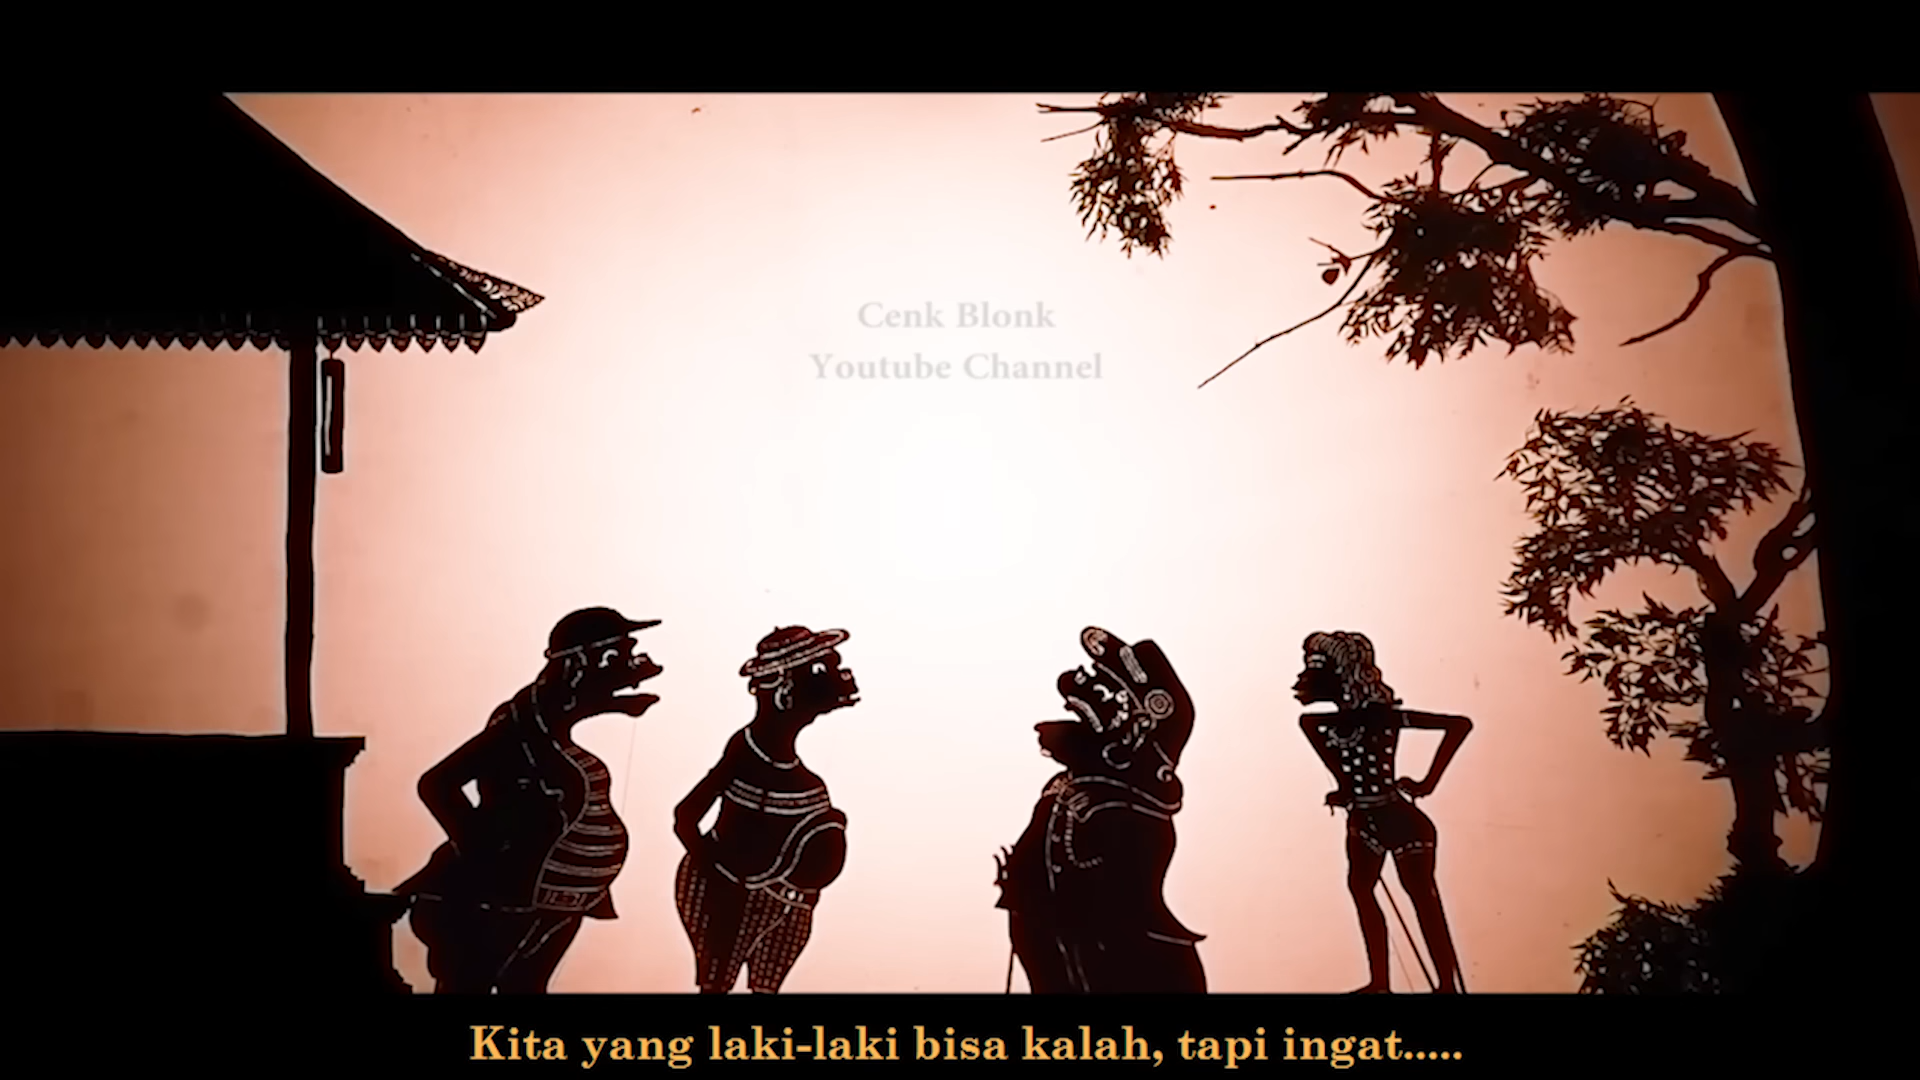 Cenk Blonk
Youtube Channel
Kita yang laki-laki bisa kalah, tapi ingat.....